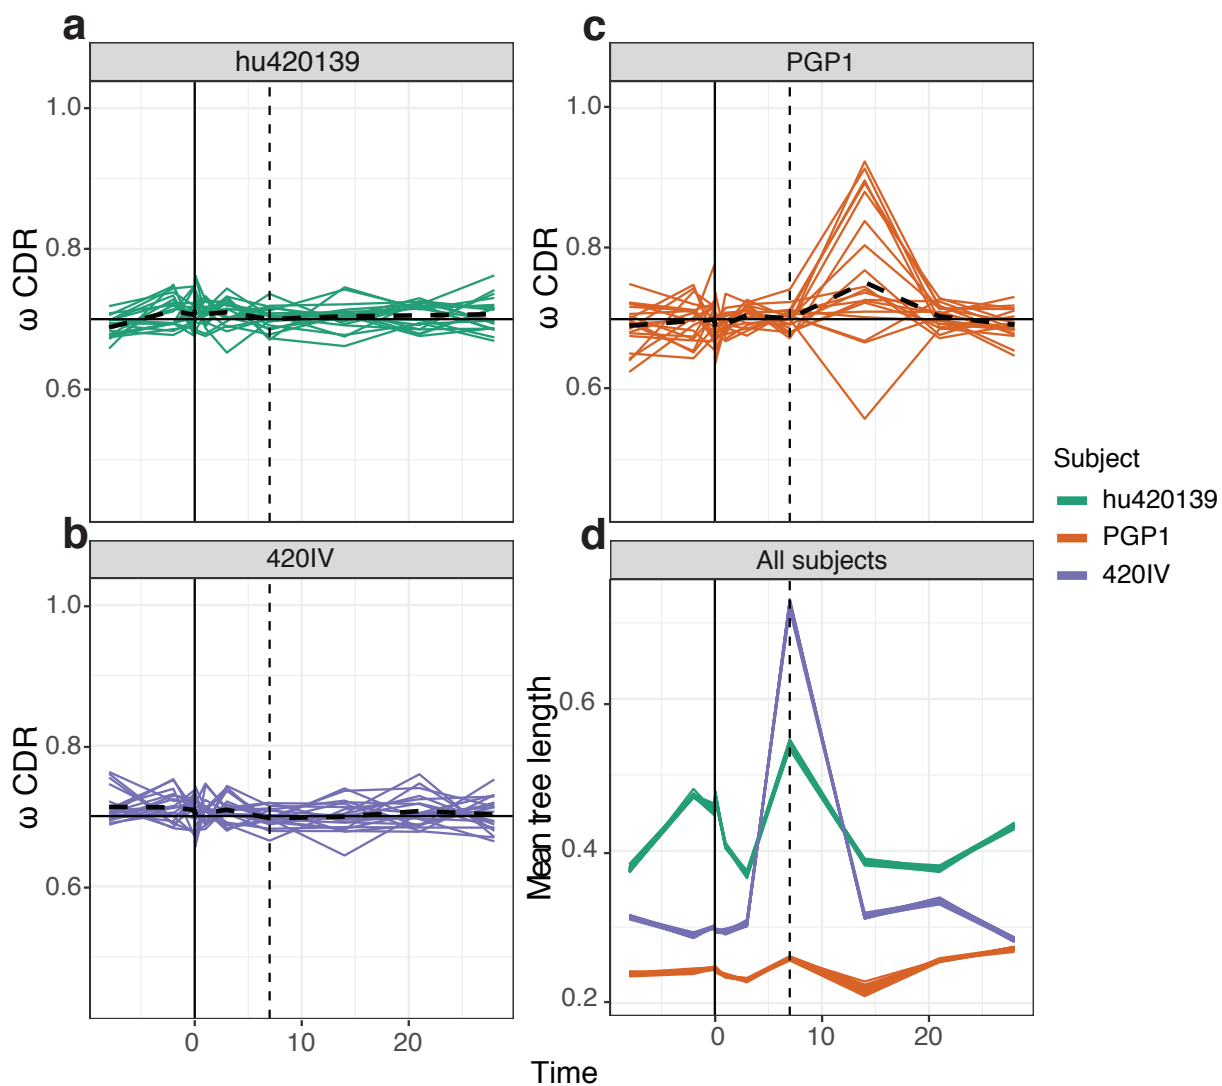 a
hu420139
1.0
0.8
0.6
ω CDR
c
PGP1
1.0
0.8
0.6
ω CDR
b
420IV
1.0
0.8
0.6
ω CDR
0
10
20
d
All subjects
0.6
0.4
0.2
Mean tree length
0
10
20
Time
Subject
hu420139
PGP1
420IV